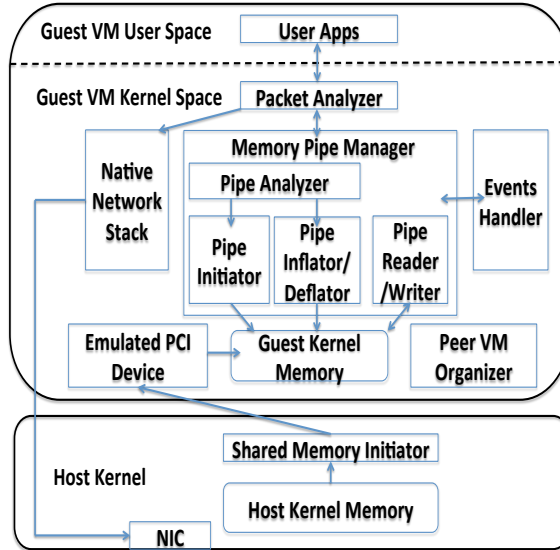 Guest VM User Space
User Apps
Guest VM Kernel Space
Packet Analyzer
Native
Network
Stack
Memory Pipe Manager
Pipe Analyzer
Events
Handler
Pipe
Initiator
Pipe
Inflator/
Deflator
Pipe
Reader
/Writer
Emulated PCI
Device
Guest Kernel
Memory
Peer VM
Organizer
Shared Memory Initiator
Host Kernel
Host Kernel Memory
NIC